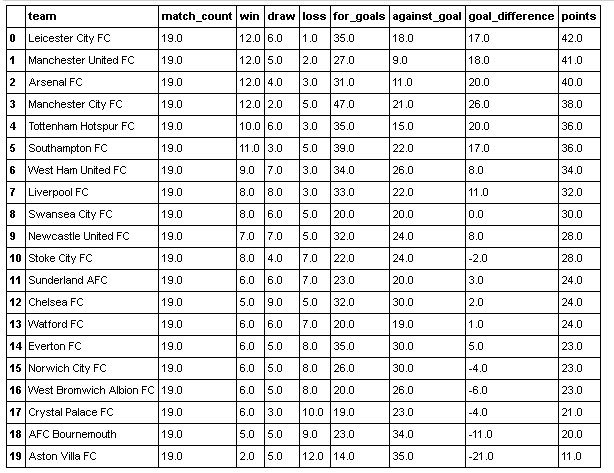 team match_count win draw loss for_goals against_goal goal_difference points
0 Leicester City FC 19.0 12.0 6.0 1.0 35.0 18.0 17.0 42.0
1 Manchester United FC 19.0 12.0 5.0 2.0 27.0 9.0 18.0 41.0
2 Arsenal FC 19.0 12.0 4.0 3.0 31.0 11.0 20.0 40.0
3 Manchester City FC 19.0 12.0 2.0 5.0 47.0 21.0 26.0 38.0
4 Tottenham Hotspur FC 19.0 10.0 6.0 3.0 35.0 15.0 20.0 36.0
5 Southampton FC 19.0 11.0 3.0 5.0 39.0 22.0 17.0 36.0
6 West Ham United FC 19.0 9.0 7.0 3.0 34.0 26.0 8.0 34.0
7 Liverpool FC 19.0 8.0 8.0 3.0 33.0 22.0 11.0 32.0
8 Swansea City FC 19.0 8.0 6.0 5.0 20.0 20.0 0.0 30.0
9 Newcastle United FC 19.0 7.0 7.0 5.0 32.0 24.0 8.0 28.0
10 Stoke City FC 19.0 8.0 4.0 7.0 22.0 24.0 -2.0 28.0
11 Sunderland AFC 19.0 6.0 6.0 7.0 23.0 20.0 3.0 24.0
12 Chelsea FC 19.0 5.0 9.0 5.0 32.0 30.0 2.0 24.0
13 Watford FC 19.0 6.0 6.0 7.0 20.0 19.0 1.0 24.0
14 Everton FC 19.0 6.0 5.0 8.0 35.0 30.0 5.0 23.0
15 Norwich City FC 19.0 6.0 5.0 8.0 26.0 30.0 -4.0 23.0
16 West Bromwich Albion FC 19.0 6.0 5.0 8.0 20.0 26.0 -6.0 23.0
17 Crystal Palace FC 19.0 6.0 3.0 10.0 19.0 23.0 -4.0 21.0
18 AFC Bournemouth 19.0 5.0 5.0 9.0 23.0 34.0 -11.0 20.0
19 Aston Villa FC 19.0 2.0 5.0 12.0 14.0 35.0 -21.0 11.0